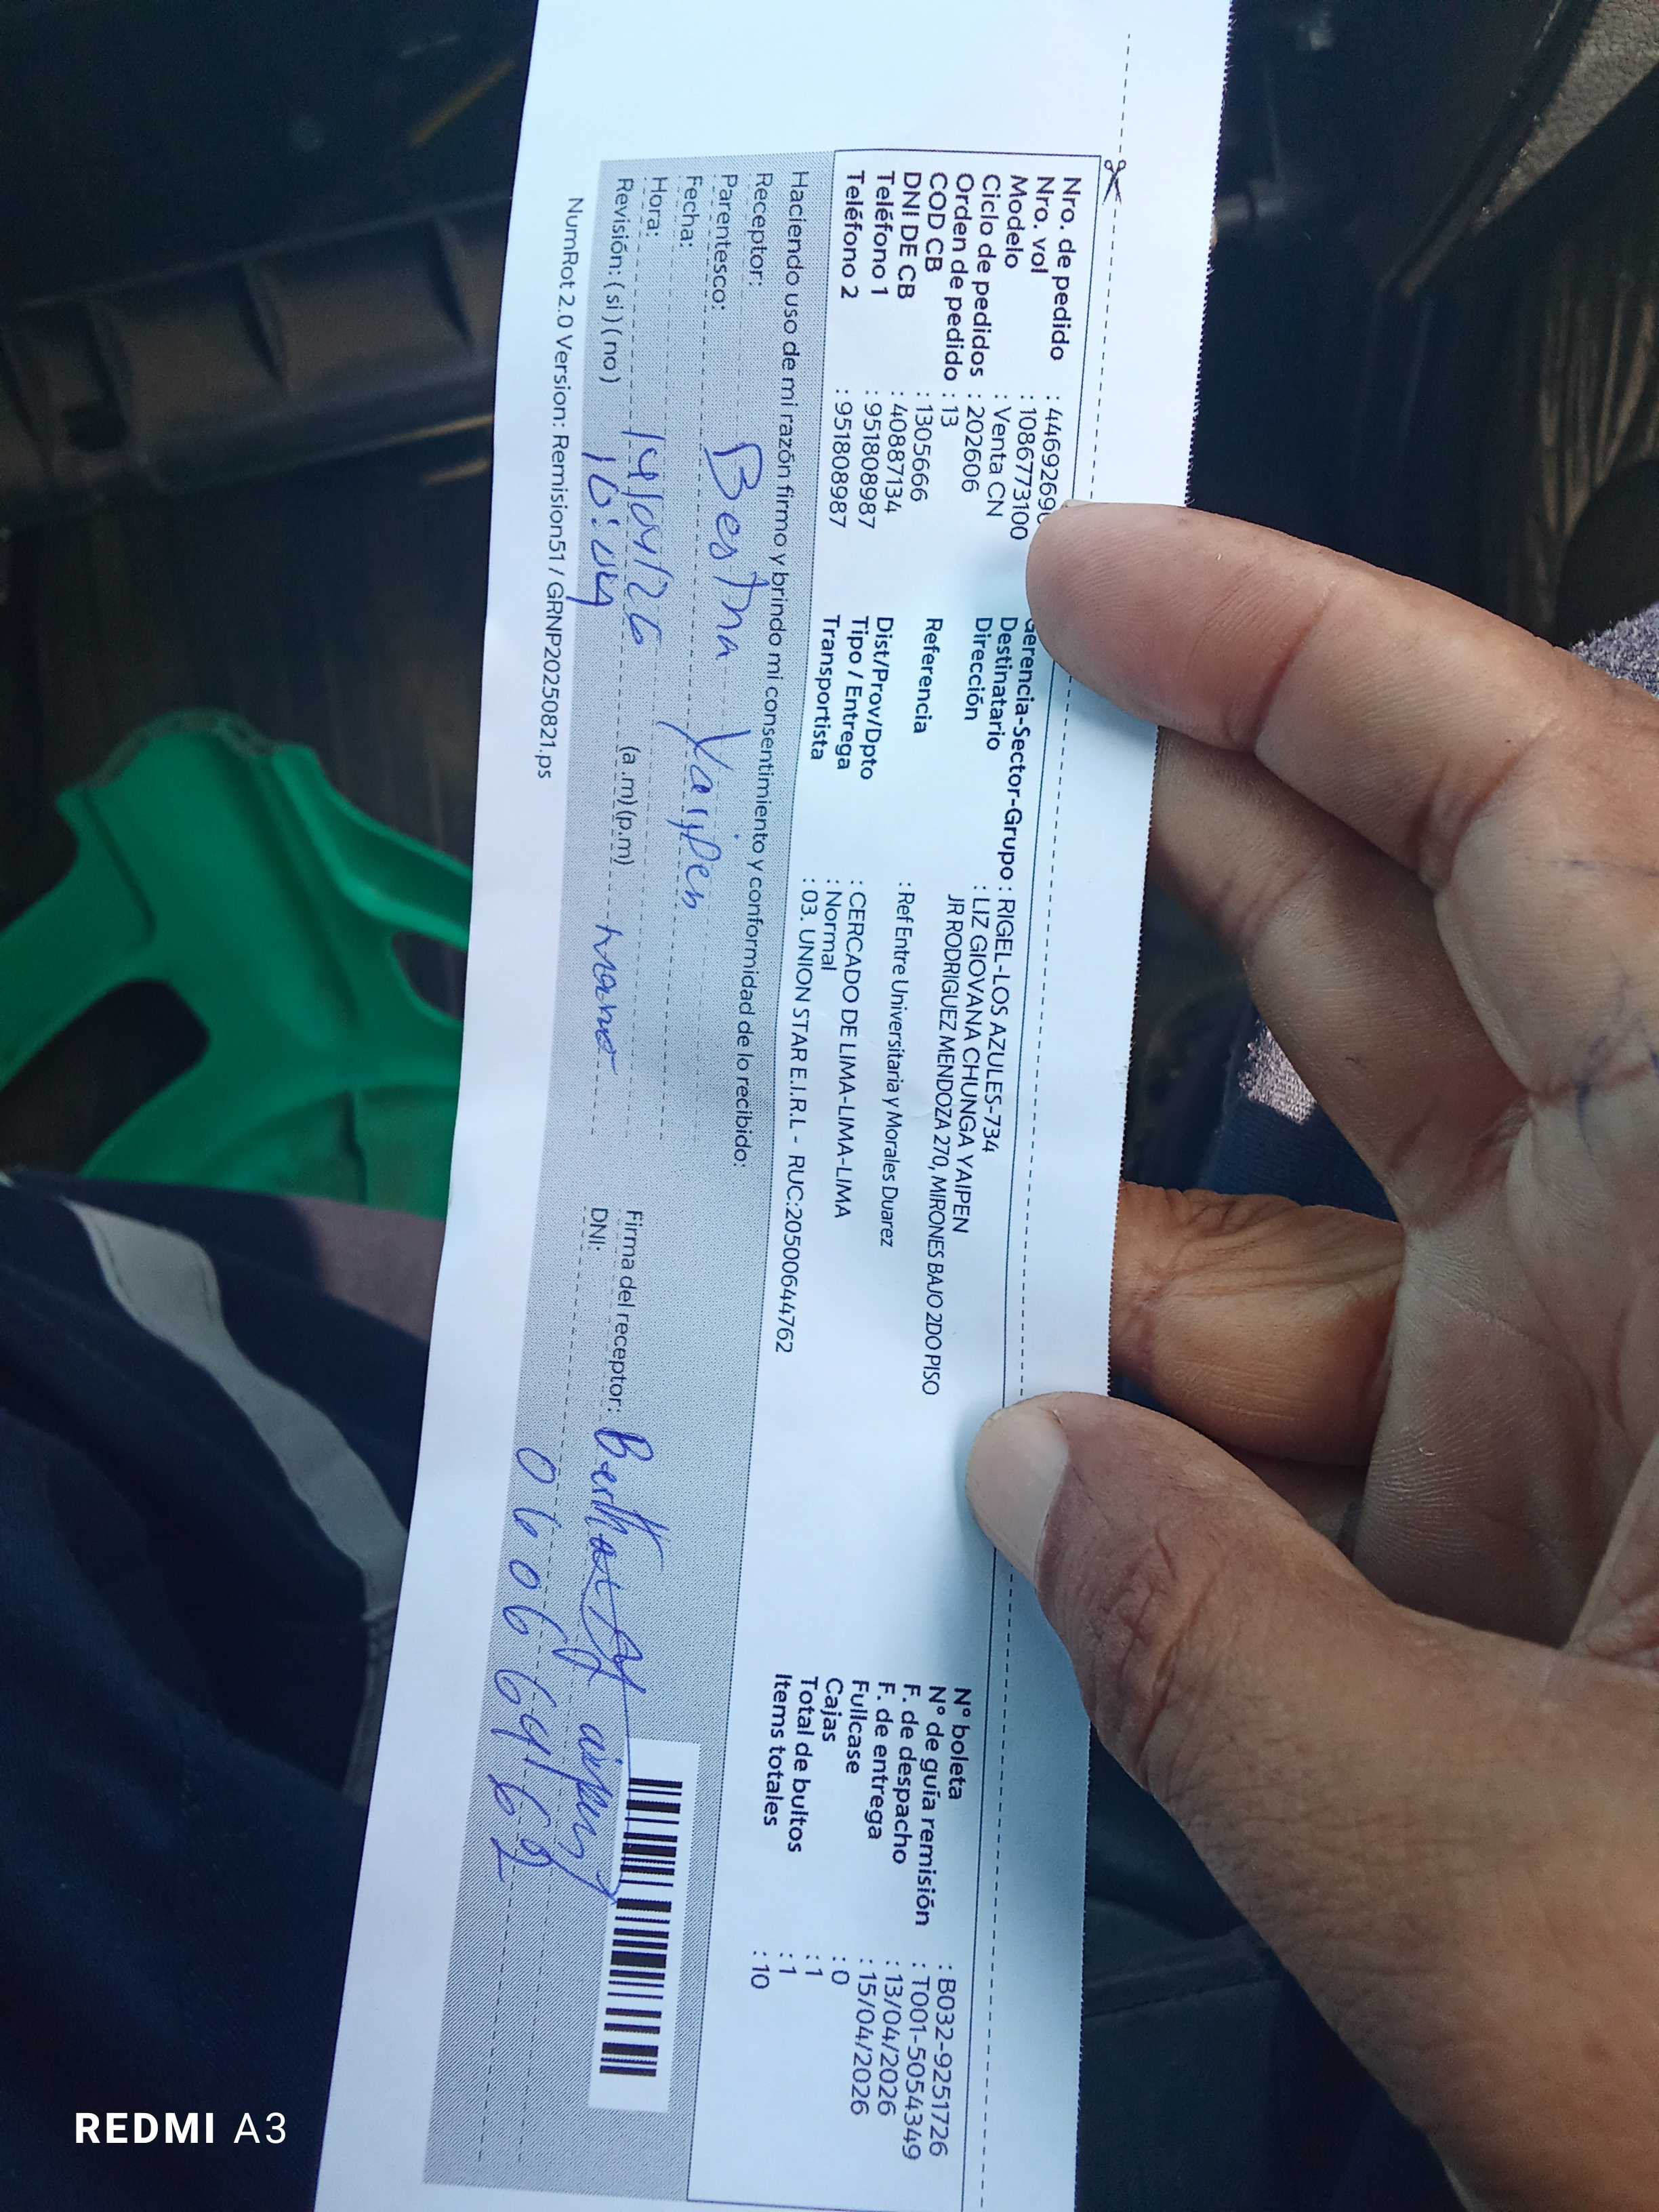 Nro. de pedido : 44692690
Nro. vol : 1086773100
Modelo : Venta CN
Ciclo de pedidos : 202606
Orden de pedido : 13
COD CB : 1305666
DNI DE CB : 40887134
Teléfono 1 : 951808987
Teléfono 2 : 951808987
Gerencia-Sector-Grupo : RIGEL-LOS AZULES-734
Destinatario : LIZ GIOVANA CHUNGA YAIPEN
Dirección JR RODRIGUEZ MENDOZA 270, MIRONES BAJO 2DO PISO
Referencia : Ref Entre Universitaria y Morales Duarez
Dist/Prov/Dpto : CERCADO DE LIMA-LIMA-LIMA
Tipo / Entrega : Normal
Transportista : 03. UNION STAR E.I.R.L - RUC:20500644762
N° boleta : B032-9251726
N° de guía remisión : T001-5054349
F. de despacho : 13/04/2026
F. de entrega : 15/04/2026
Fullcase : 0
Cajas : 1
Total de bultos : 1
Items totales : 10
Haciendo uso de mi razón firmo y brindo mi consentimiento y conformidad de lo recibido:
Receptor: Yaipen
Parentesco:
Fecha: 14/04/26
Hora: 10:04 (a .m) (p.m)
Revisión: ( si ) ( no )
Firma del receptor:
DNI:
NumRot 2.0 Version: Remision51 / GRNP20250821.ps
REDMI A3